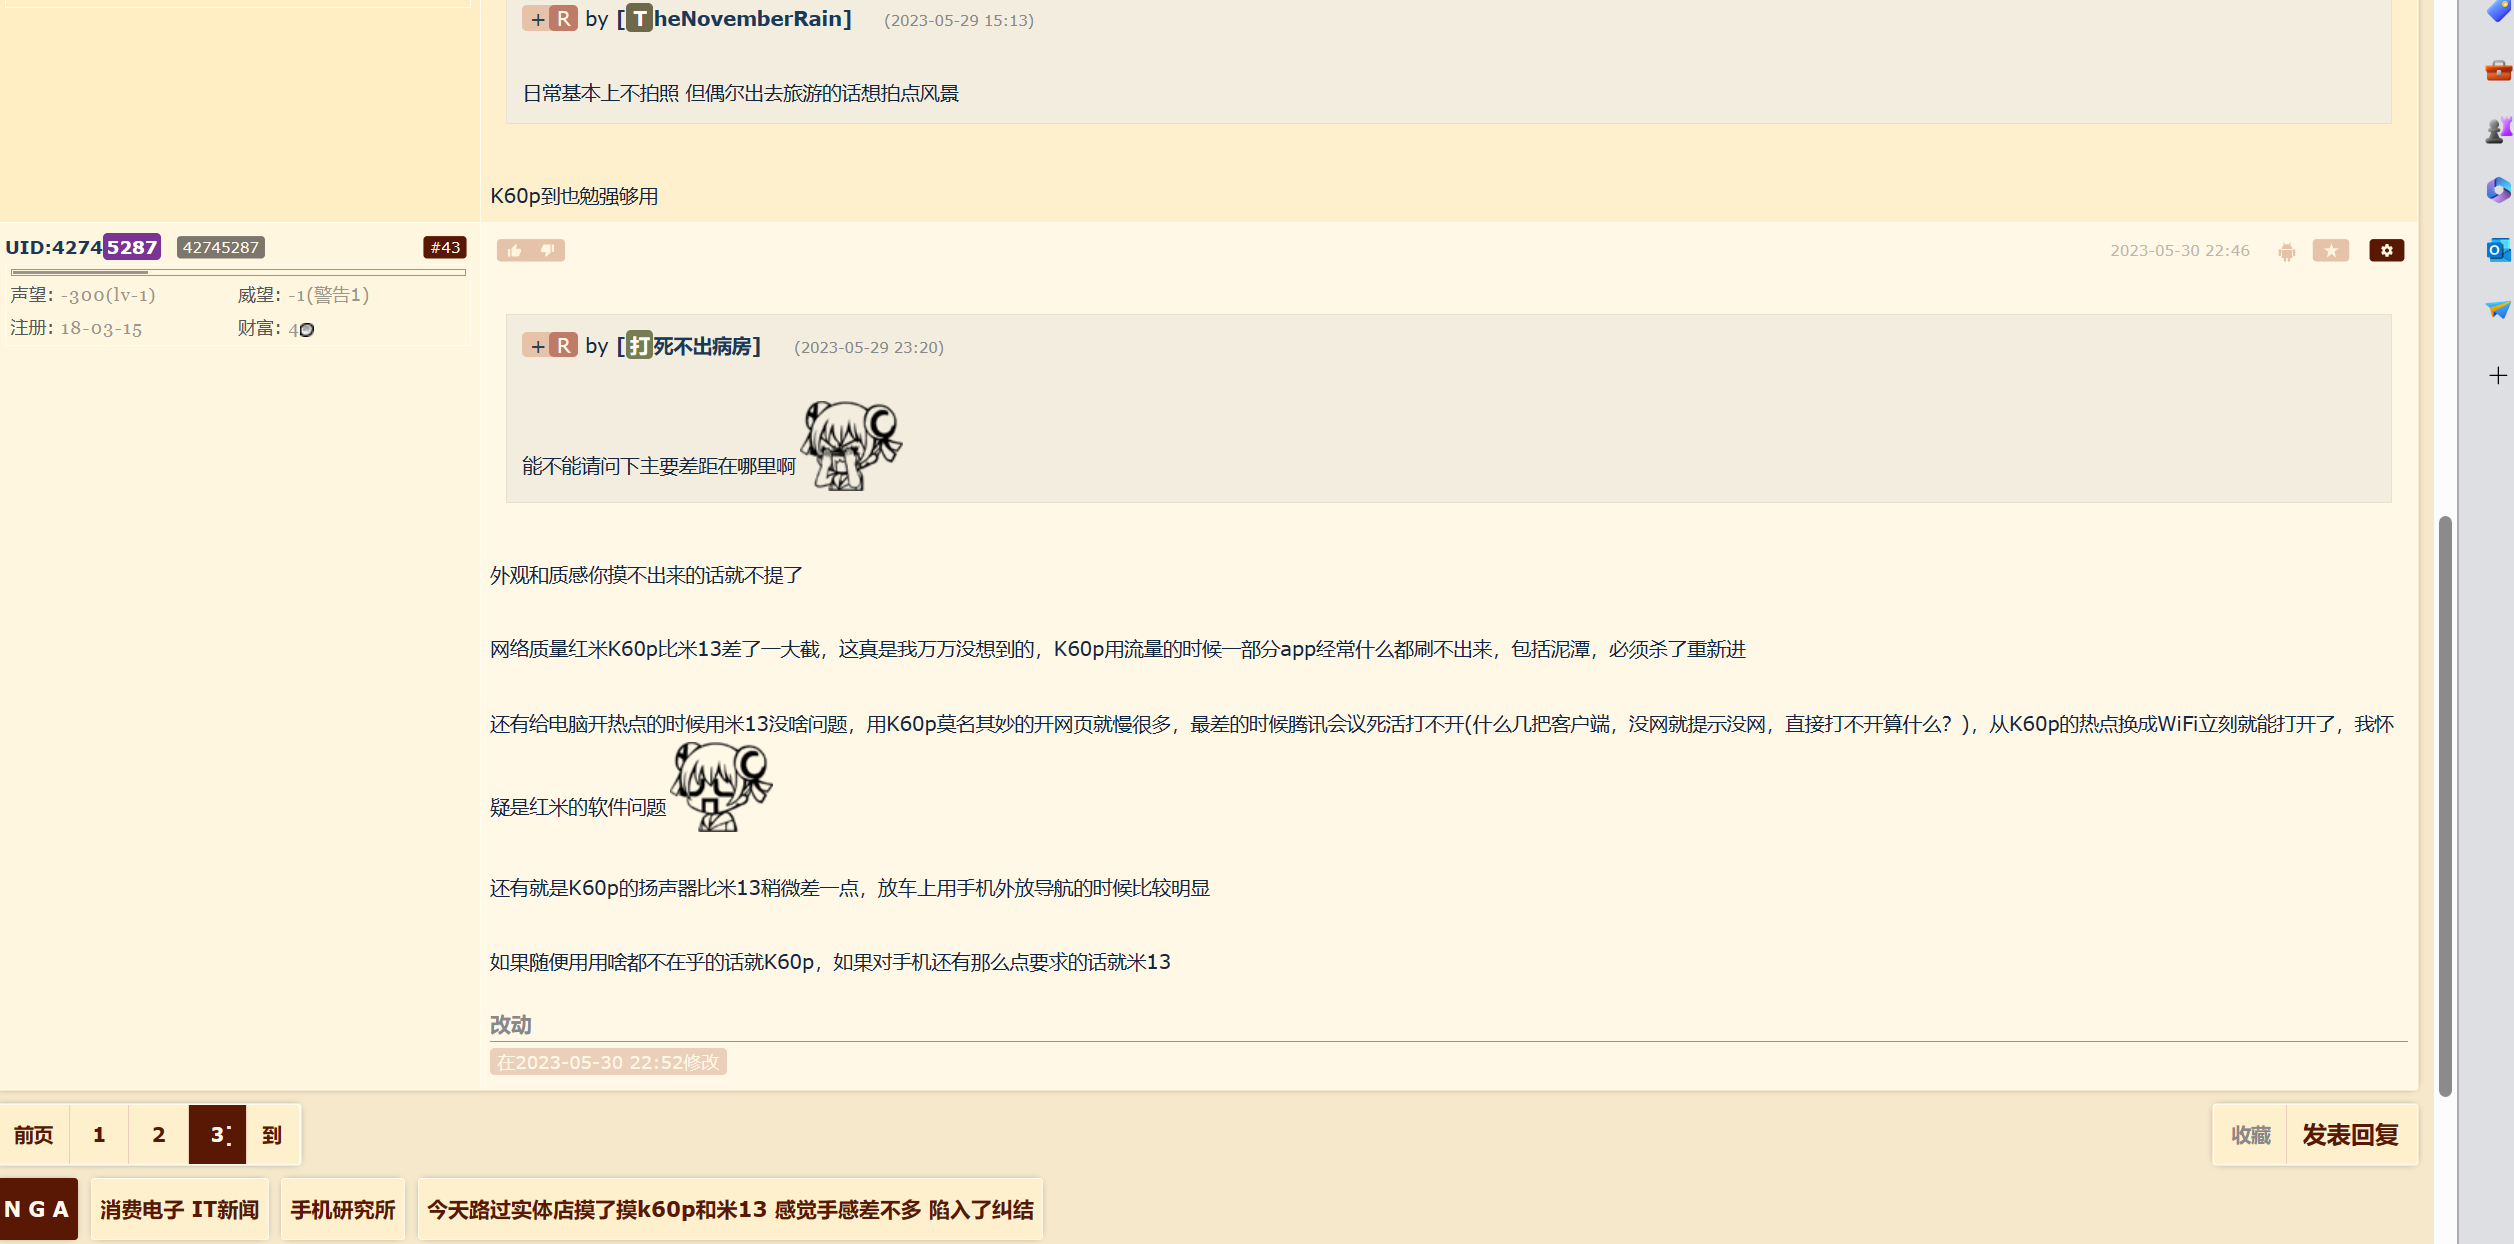 + R by [TheNovemberRain] (2023-05-29 15:13)
日常基本上不拍照 但偶尔出去旅游的话想拍点风景
K60p到也勉强够用
UID:42745287 42745287 #43
声望: -300(lv-1) 威望: -1(警告1)
注册: 18-03-15 财富: 4
2023-05-30 22:46
+ R by [打死不出病房] (2023-05-29 23:20)
能不能请问下主要差距在哪里啊
外观和质感你摸不出来的话就不提了
网络质量红米K60p比米13差了一大截，这真是我万万没想到的，K60p用流量的时候一部分app经常什么都刷不出来，包括泥潭，必须杀了重新进
还有给电脑开热点的时候用米13没啥问题，用K60p莫名其妙的开网页就慢很多，最差的时候腾讯会议死活打不开(什么几把客户端，没网就提示没网，直接打不开算什么？)，从K60p的热点换成WiFi立刻就能打开了，我怀
疑是红米的软件问题
还有就是K60p的扬声器比米13稍微差一点，放车上用手机外放导航的时候比较明显
如果随便用用啥都不在乎的话就K60p，如果对手机还有那么点要求的话就米13
改动
在2023-05-30 22:52修改
前页 1 2 3 到 收藏 发表回复
NGA 消费电子 IT新闻 手机研究所 今天路过实体店摸了摸k60p和米13 感觉手感差不多 陷入了纠结